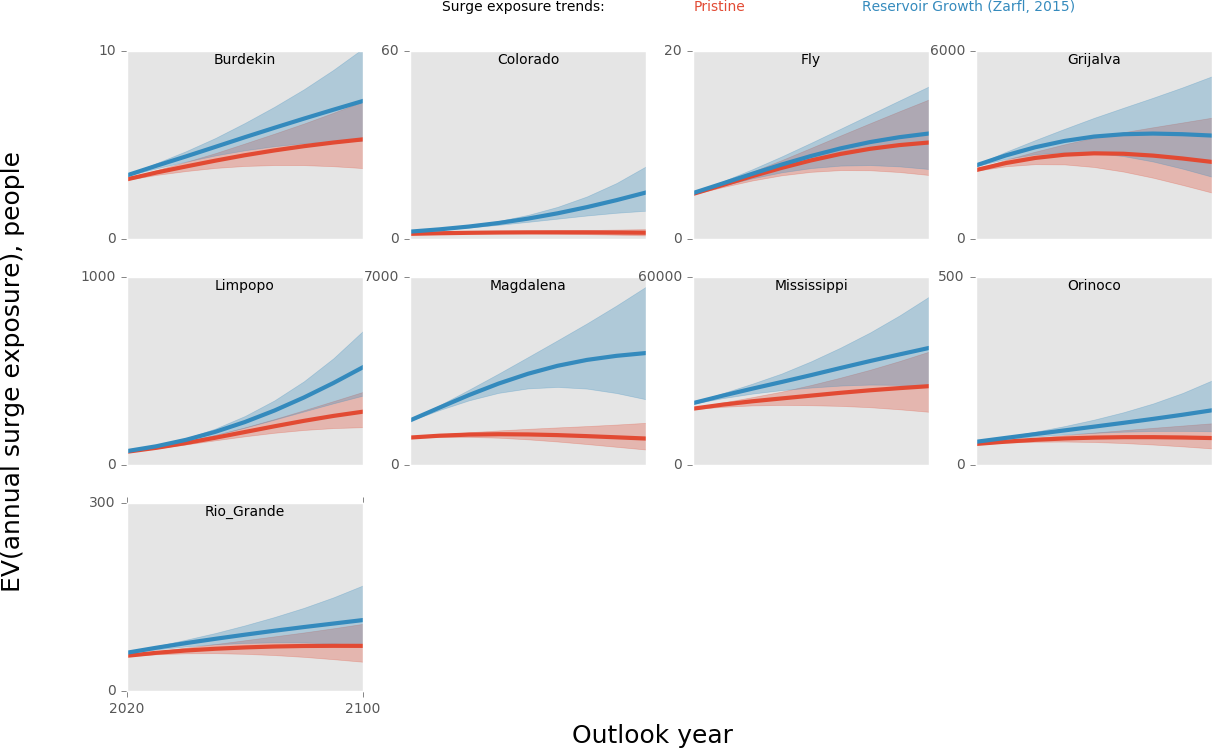 Surge exposure trends: Pristine Reservoir Growth (Zarfl, 2015)
10 Burdekin 60 Colorado 20 Fly 6000 Grijalva
0 0 0 0
1000 Limpopo 7000 Magdalena 60000 Mississippi 500 Orinoco
0 0 0 0
300 Rio_Grande
0
2020 2100
EV(annual surge exposure), people
Outlook year